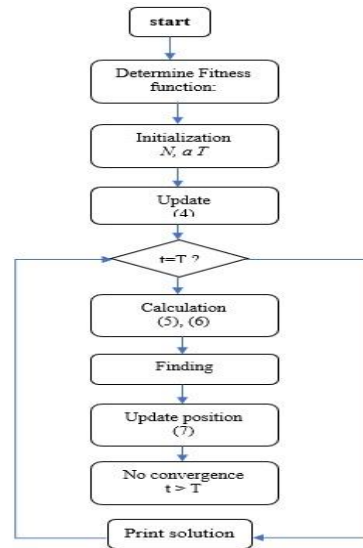 start
Determine Fitness
function:
Initialization
N, α T
Update
(4)
t=T ?
Calculation
(5), (6)
Finding
Update position
(7)
No convergence
t > T
Print solution